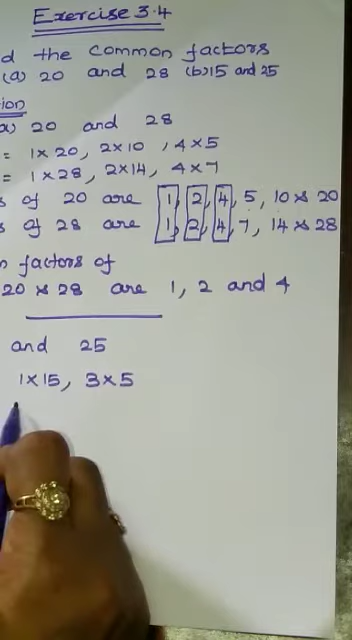 Exercise 3.4
d the common factors
(a) 20 and 28 (b) 15 and 25
tion
a) 20 and 28
= 1×20, 2×10, 4×5
= 1×28, 2×14, 4×7
s of 20 are 1, 2, 4, 5, 10 & 20
s of 28 are 1, 2, 4, 7, 14 & 28
n factors of
20 & 28 are 1, 2 and 4
and 25
1×15, 3×5